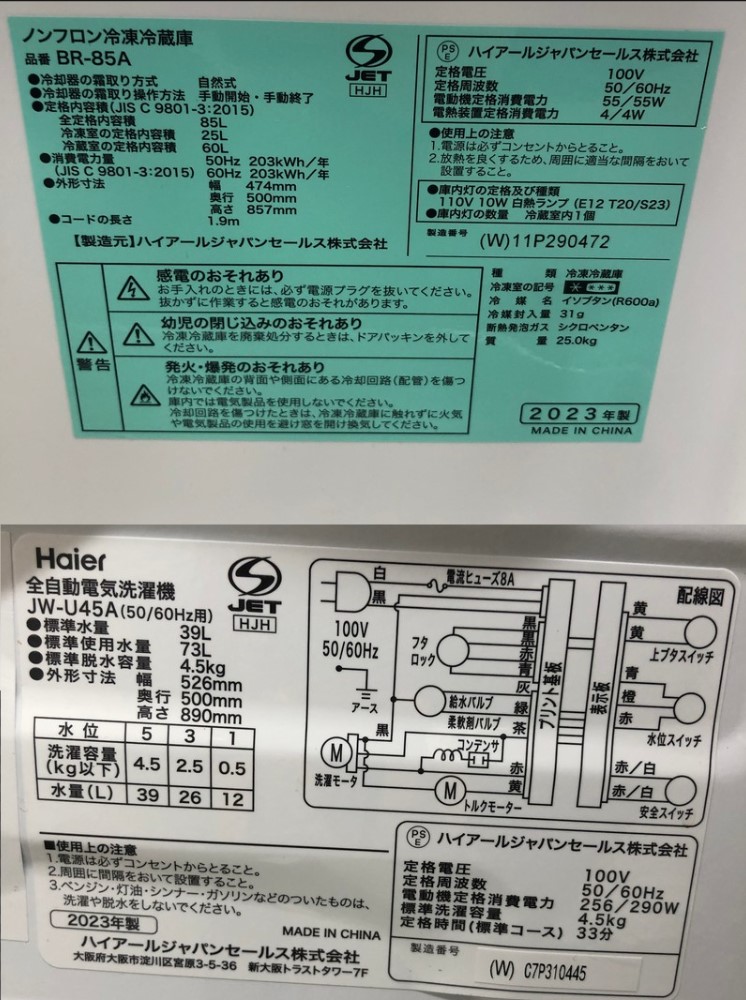 ノンフロン冷凍冷蔵庫
品番 BR-85A
●冷却器の霜取り方式 自然式
●冷却器の霜取り操作方法 手動開始・手動終了
●定格内容積(JIS C 9801-3:2015)
全定格内容積 85L
冷凍室の定格内容積 25L
冷蔵室の定格内容積 60L
●消費電力量 50Hz 203kWh/年
(JIS C 9801-3:2015) 60Hz 203kWh/年
●外形寸法 幅 474mm
奥行 500mm
高さ 857mm
●コードの長さ 1.9m
【製造元】ハイアールジャパンセールス株式会社
JET
HJH
PSE ハイアールジャパンセールス株式会社
定格電圧 100V
定格周波数 50/60Hz
電動機定格消費電力 55/55W
電熱装置定格消費電力 4/4W
●使用上の注意
1.電源は必ずコンセントからとること。
2.放熱を良くするため、周囲に適当な間隔をおいて
設置すること。
●庫内灯の定格及び種類
110V 10W 白熱ランプ (E12 T20/S23)
●庫内灯の数量 冷蔵室内1個
製造番号 (W)11P290472
警告
感電のおそれあり
お手入れのときには、必ず電源プラグを抜いてください。
抜かずに作業すると感電のおそれがあります。
幼児の閉じ込みのおそれあり
冷凍冷蔵庫を廃棄処分するときは、ドアパッキンを外して
ください。
発火・爆発のおそれあり
冷凍冷蔵庫の背面や側面にある冷却回路(配管)を傷つ
けないでください。
庫内では電気製品を使用しないでください。
冷却回路を傷つけたときは、冷凍冷蔵庫に触れずに火気
や電気製品の使用を避け窓を開け換気してください。
種類 冷凍冷蔵庫
冷凍室の記号
冷媒名 イソブタン(R600a)
冷媒封入量 31g
断熱発泡ガス シクロペンタン
質量 25.0kg
2023年製
MADE IN CHINA
Haier
全自動電気洗濯機
JW-U45A(50/60Hz用)
●標準水量 39L
●標準使用水量 73L
●標準脱水容量 4.5kg
●外形寸法 幅 526mm
奥行 500mm
高さ 890mm
JET
HJH
水位 5 3 1
洗濯容量(kg以下) 4.5 2.5 0.5
水量(L) 39 26 12
配線図
白
黒
電流ヒューズ8A
100V
50/60Hz
アース
フタロック
黒
黒
赤
青
灰
給水バルブ
緑
柔軟剤バルブ
茶
黒
コンデンサ
M
洗濯モータ
赤
黄
M
トルクモーター
プリント基板
表示板
黄
黄
上ブタスイッチ
青
橙
赤
水位スイッチ
赤/白
赤/白
安全スイッチ
■使用上の注意
1.電源は必ずコンセントからとること。
2.周囲に間隔をおいて設置すること。
3.ベンジン・灯油・シンナー・ガソリンなどのついたものは、
洗濯や脱水をしないでください。
2023年製
MADE IN CHINA
ハイアールジャパンセールス株式会社
大阪府大阪市淀川区宮原3-5-36 新大阪トラストタワー7F
PSE ハイアールジャパンセールス株式会社
定格電圧 100V
定格周波数 50/60Hz
電動機定格消費電力 256/290W
標準洗濯容量 4.5kg
定格時間(標準コース) 33分
製造番号
(W) C7P310445